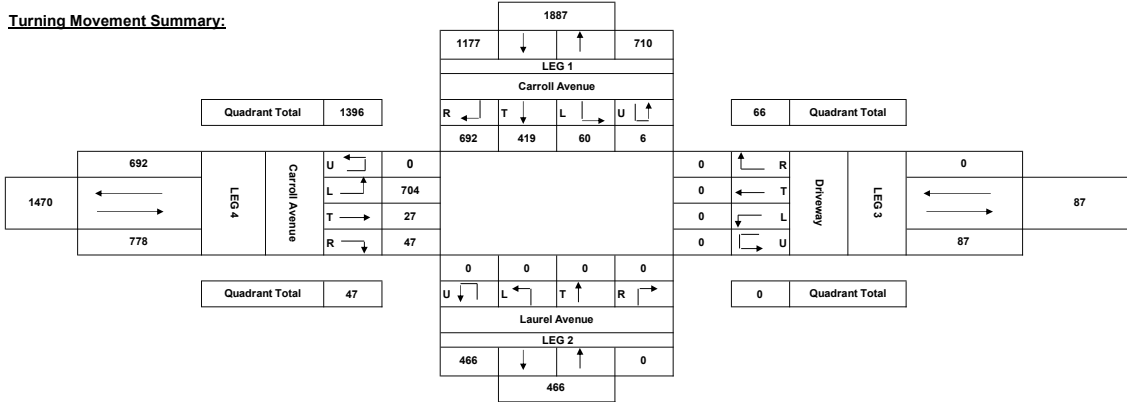 Turning Movement Summary:
1887
1177 710
LEG 1
Carroll Avenue
Quadrant Total 1396
R T L U
66 Quadrant Total
692 419 60 6
692
U 0
0 R
0
1470
LEG 4
Carroll Avenue
L 704
0 T
Driveway
LEG 3
87
T 27
0 L
778
R 47
0 U
87
0 0 0 0
Quadrant Total 47
U L T R
0 Quadrant Total
Laurel Avenue
LEG 2
466 0
466